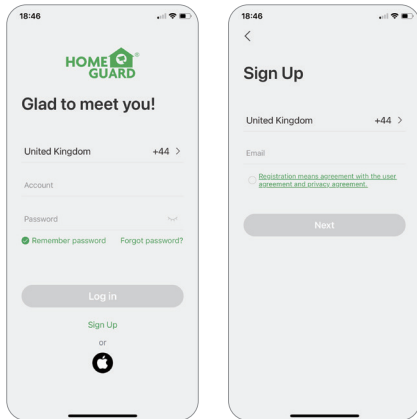 18:46
HOME
GUARD
Glad to meet you!
United Kingdom +44 >
Account
Password
Remember password Forgot password?
Log in
Sign Up
or
18:46
Sign Up
United Kingdom +44 >
Email
Registration means agreement with the user
agreement and privacy agreement.
Next